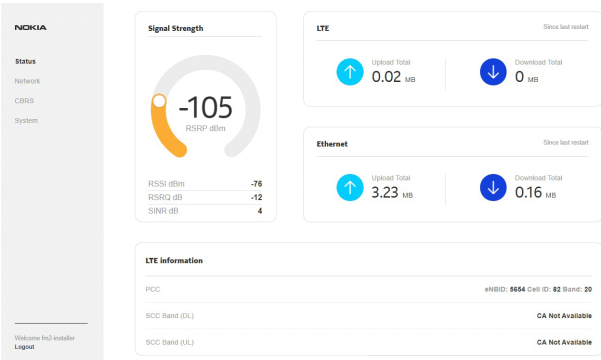 NOKIA
Status
Network
CBRS
System
Welcome fm2-installer
Logout
Signal Strength
-105
RSRP dBm
RSSI dBm -76
RSRQ dB -12
SINR dB 4
LTE Since last restart
Upload Total
0.02 MB
Download Total
0 MB
Ethernet Since last restart
Upload Total
3.23 MB
Download Total
0.16 MB
LTE information
PCC eNBID: 5654 Cell ID: 82 Band: 20
SCC Band (DL) CA Not Available
SCC Band (UL) CA Not Available